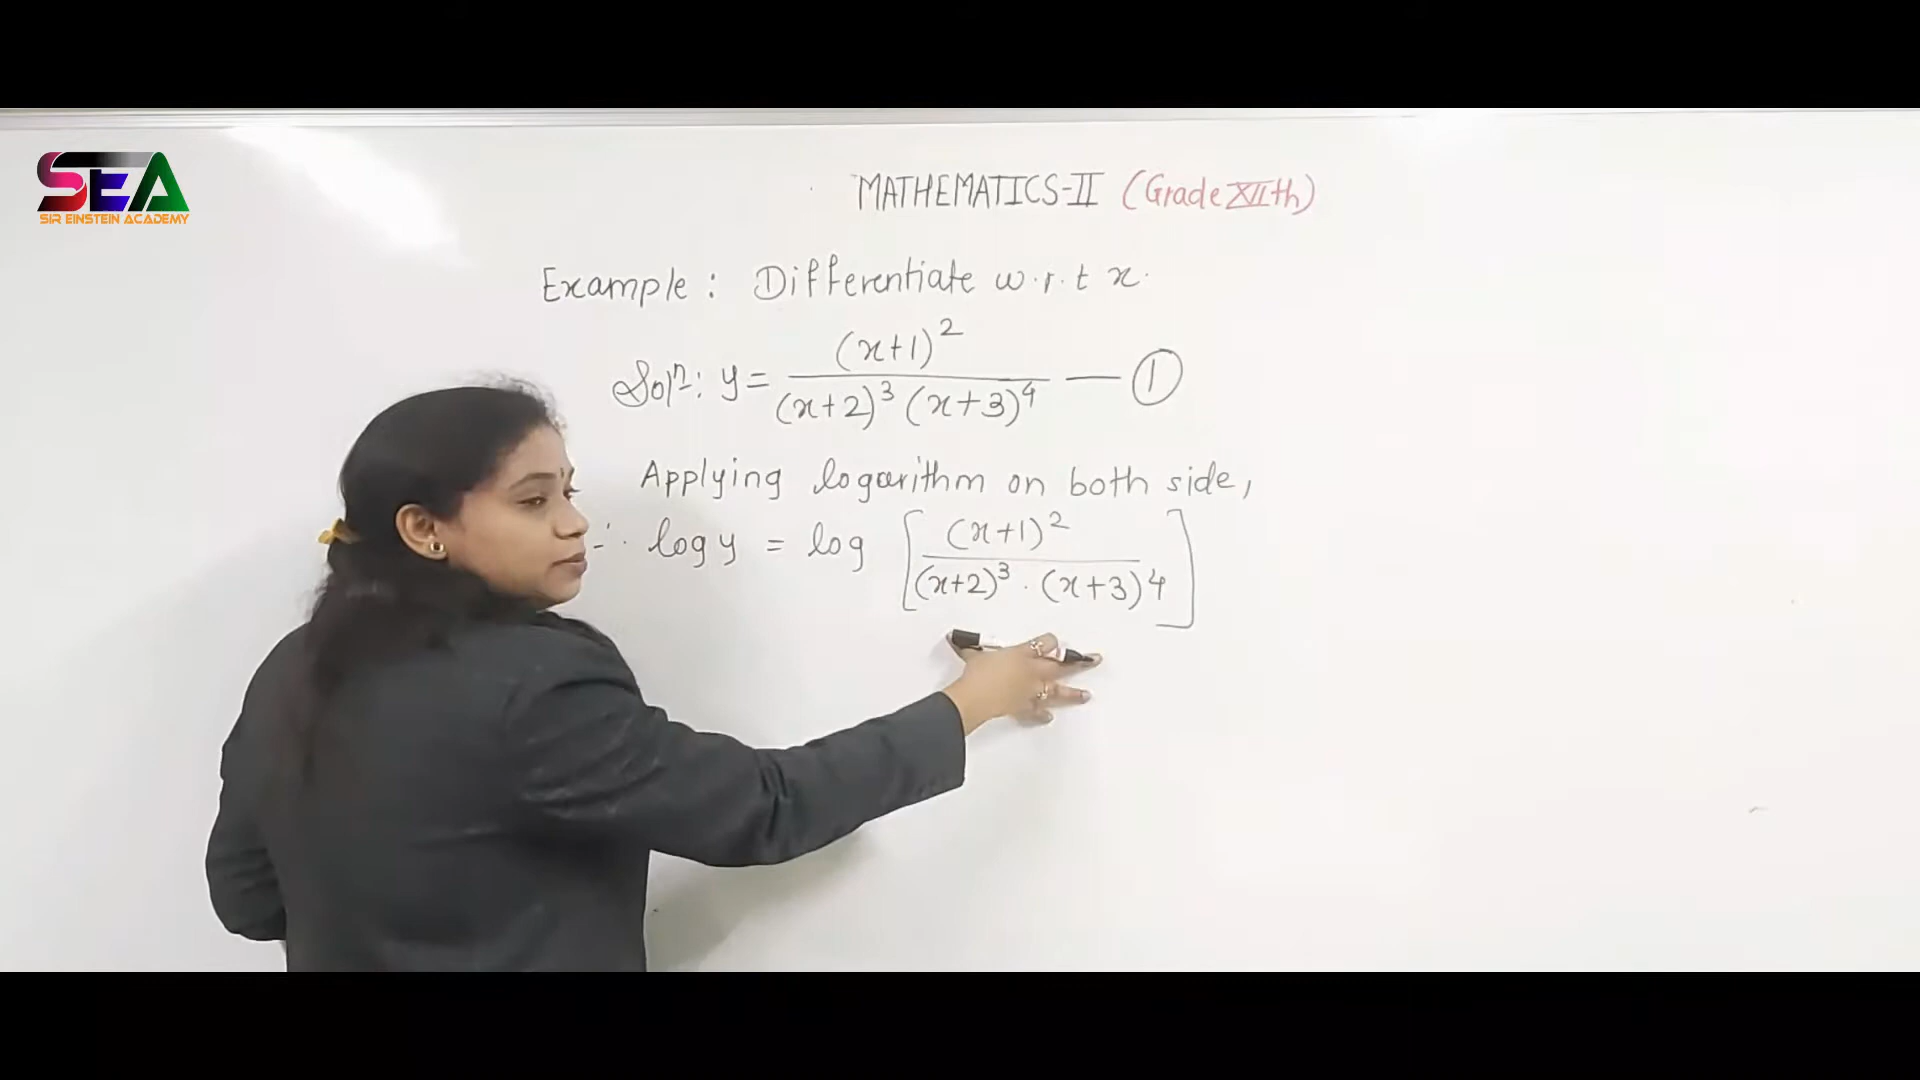 SEA
SIR EINSTEIN ACADEMY
MATHEMATICS-II (Grade XIIth)
Example : Differentiate w.r.t x.
Solⁿ: y = (x+1)² / (x+2)³ (x+3)⁴ — ①
Applying logarithm on both side,
∴ log y = log [(x+1)² / (x+2)³ · (x+3)4]